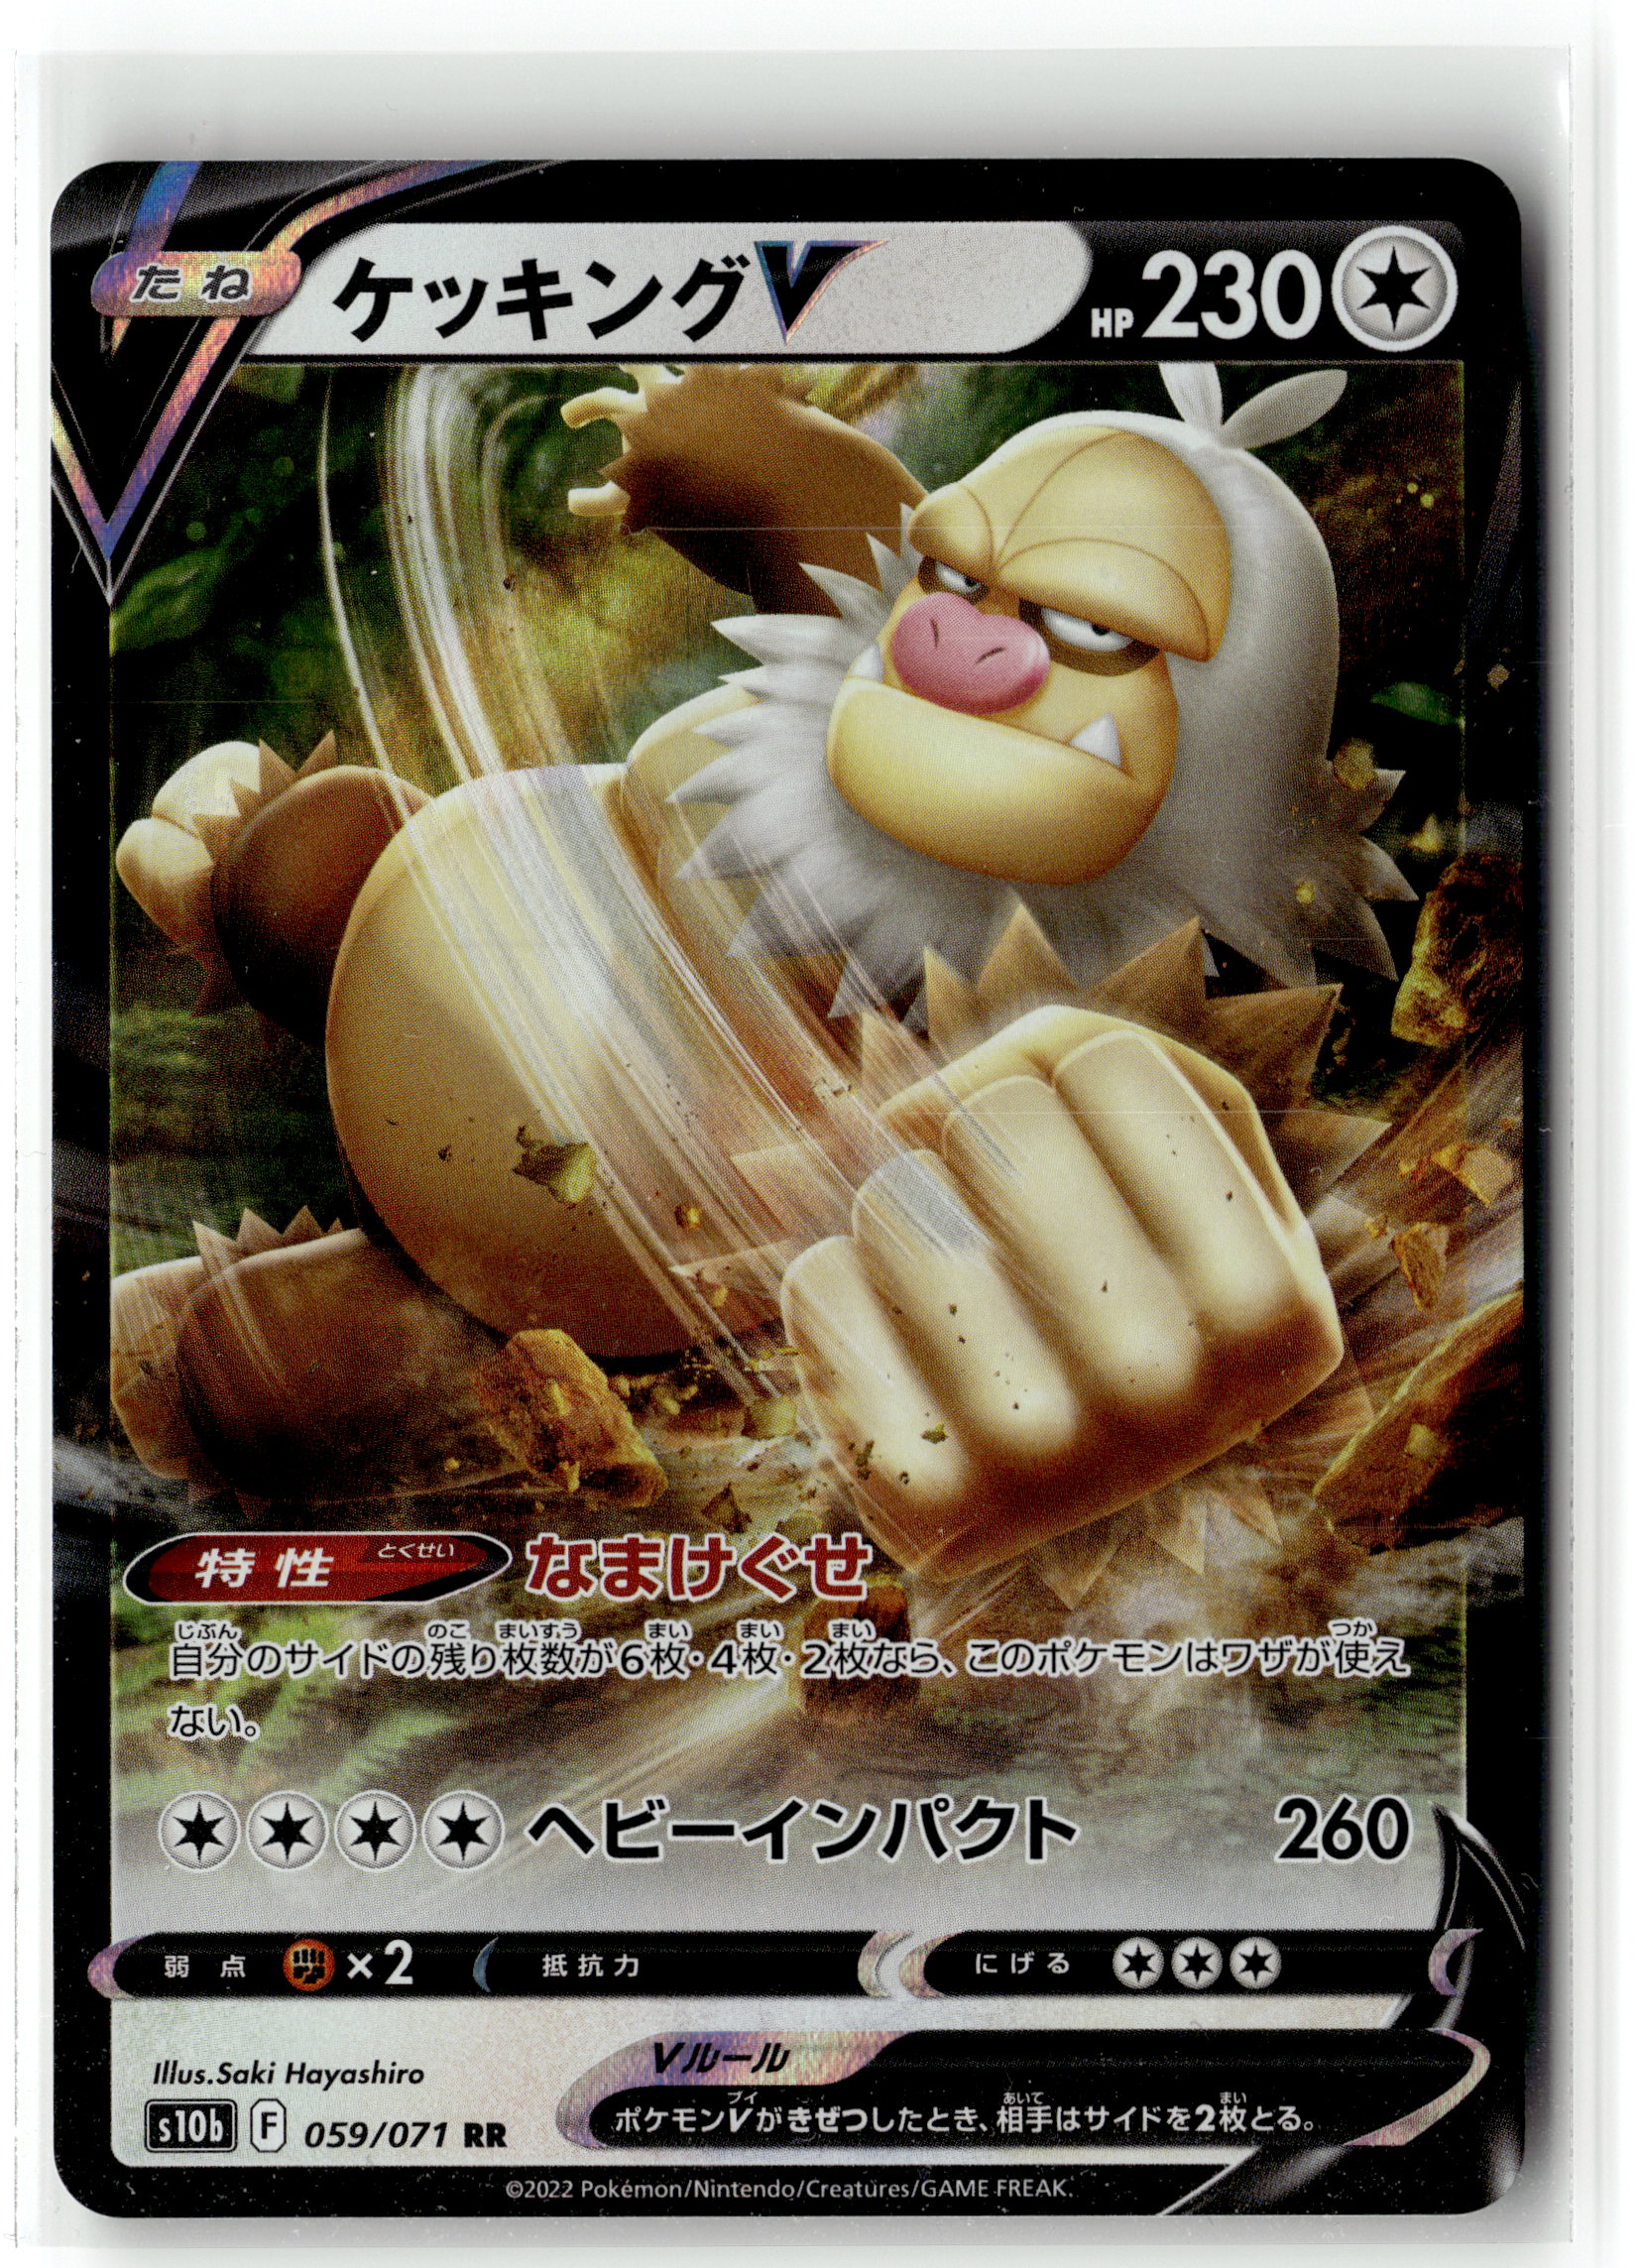 たね
ケッキングV
HP 230
特性 とくせい なまけぐせ
自分のサイドの残り枚数が6枚・4枚・2枚なら、このポケモンはワザが使え
ない。
ヘビーインパクト 260
弱点 ×2 抵抗力 にげる
Illus.Saki Hayashiro
Vルール
ポケモンVがきぜつしたとき、相手はサイドを2枚とる。
s10b F 059/071 RR
©2022 Pokémon/Nintendo/Creatures/GAME FREAK.